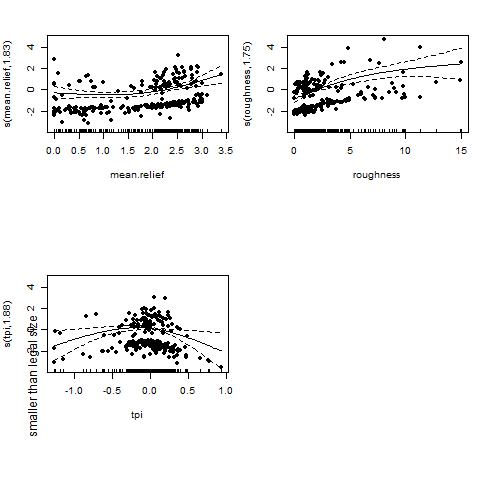 s(mean.relief,1.83)
4
2
0
-2
0.0 0.5 1.0 1.5 2.0 2.5 3.0 3.5
mean.relief
s(roughness,1.75)
4
2
0
-2
0 5 10 15
roughness
s(tpi,1.88)
smaller than legal size
4
2
0
-1.0 -0.5 0.0 0.5 1.0
tpi